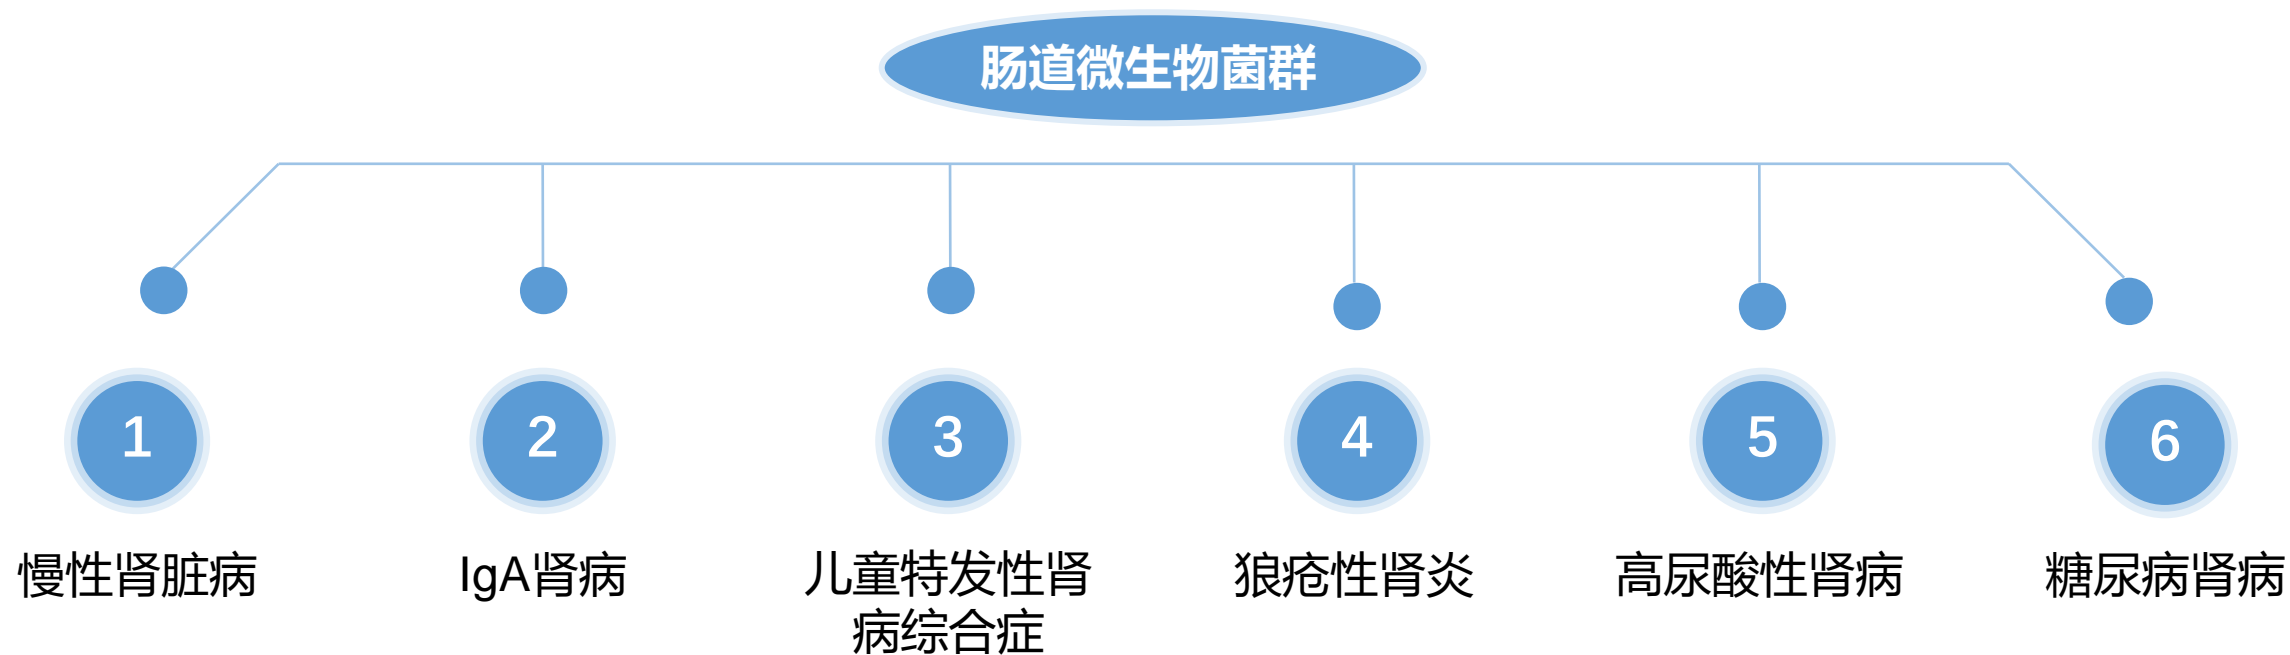 肠道微生物菌群
1
2
3
4
5
6
慢性肾脏病
IgA肾病
儿童特发性肾
病综合症
狼疮性肾炎
高尿酸性肾病
糖尿病肾病